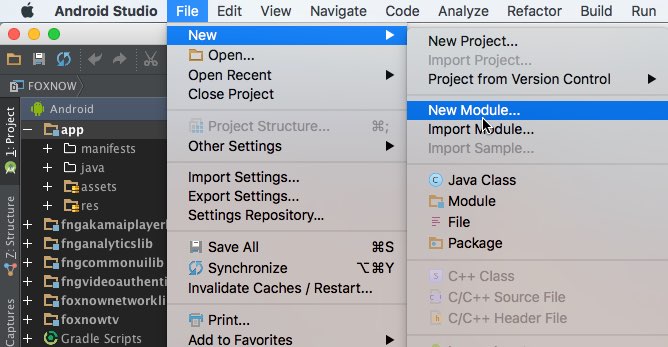 Android Studio File Edit View Navigate Code Analyze Refactor Build Run
FOXNOW
Android
1: Project
Z: Structure
Captures
app
manifests
java
assets
res
fngakamaiplayerl
fnganalyticslib
fngcommonuilib
fngvideoauthenti
foxnownetworkli
foxnowtv
Gradle Scripts
New
Open...
Open Recent
Close Project
Project Structure... ⌘;
Other Settings
Import Settings...
Export Settings...
Settings Repository...
Save All ⌘S
Synchronize ⌥⌘Y
Invalidate Caches / Restart...
Print...
Add to Favorites
New Project...
Import Project...
Project from Version Control
New Module...
Import Module...
Import Sample...
Java Class
Module
File
Package
C++ Class
C/C++ Source File
C/C++ Header File